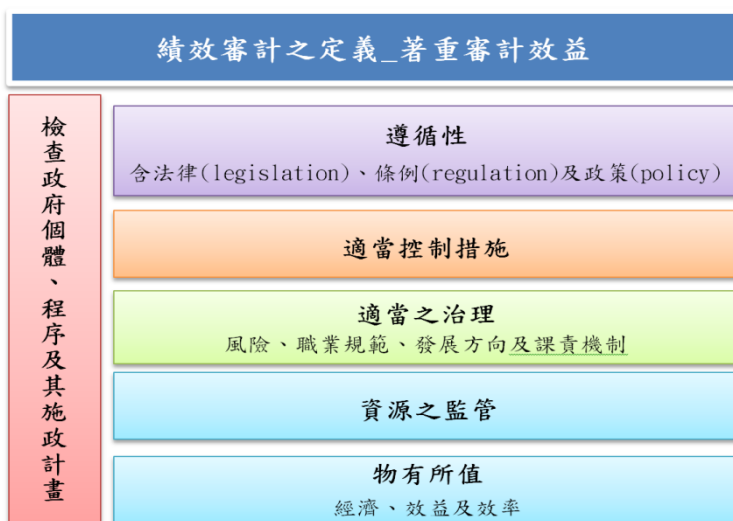 績效審計之定義_著重審計效益
檢查政府個體、程序及其施政計畫
遵循性
含法律(legislation)、條例(regulation)及政策(policy)
適當控制措施
適當之治理
風險、職業規範、發展方向及課責機制
資源之監管
物有所值
經濟、效益及效率